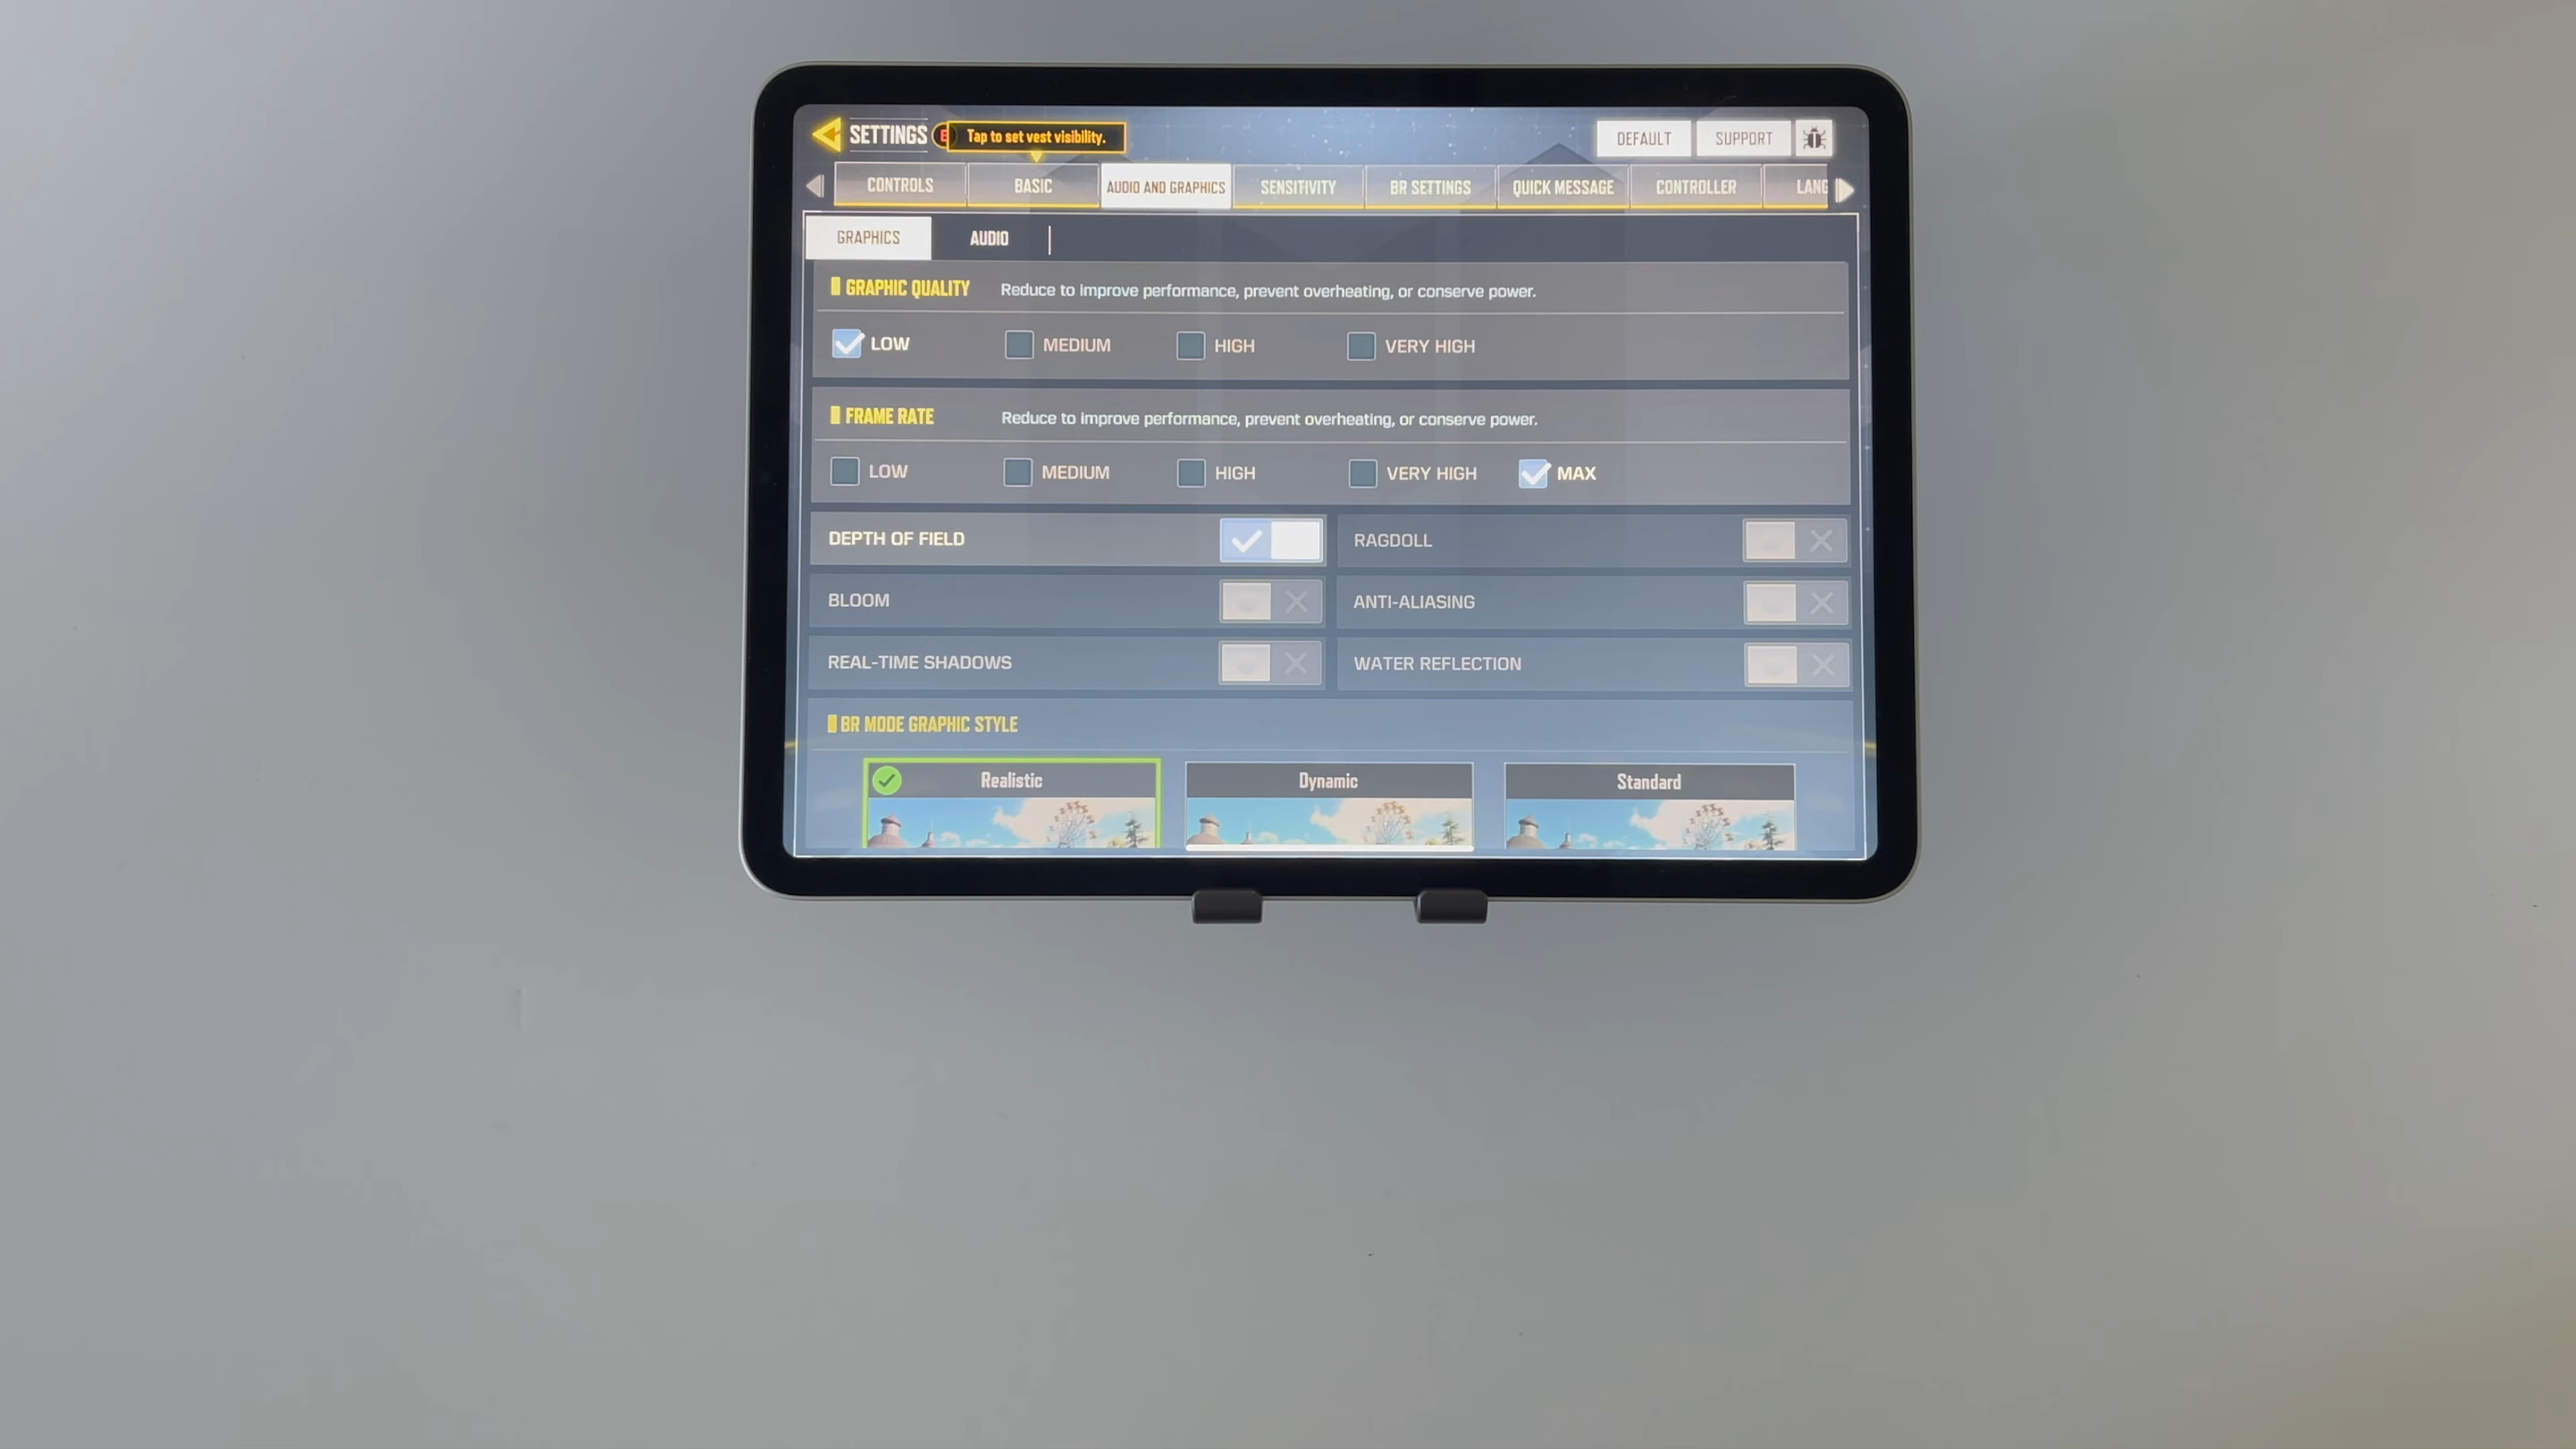 SETTINGS
Tap to set vest visibility.
DEFAULT
SUPPORT
CONTROLS
BASIC
AUDIO AND GRAPHICS
SENSITIVITY
BR SETTINGS
QUICK MESSAGE
CONTROLLER
LANG
GRAPHICS
AUDIO
GRAPHIC QUALITY
Reduce to improve performance, prevent overheating, or conserve power.
LOW
MEDIUM
HIGH
VERY HIGH
FRAME RATE
Reduce to improve performance, prevent overheating, or conserve power.
LOW
MEDIUM
HIGH
VERY HIGH
MAX
DEPTH OF FIELD
RAGDOLL
BLOOM
ANTI-ALIASING
REAL-TIME SHADOWS
WATER REFLECTION
BR MODE GRAPHIC STYLE
Realistic
Dynamic
Standard